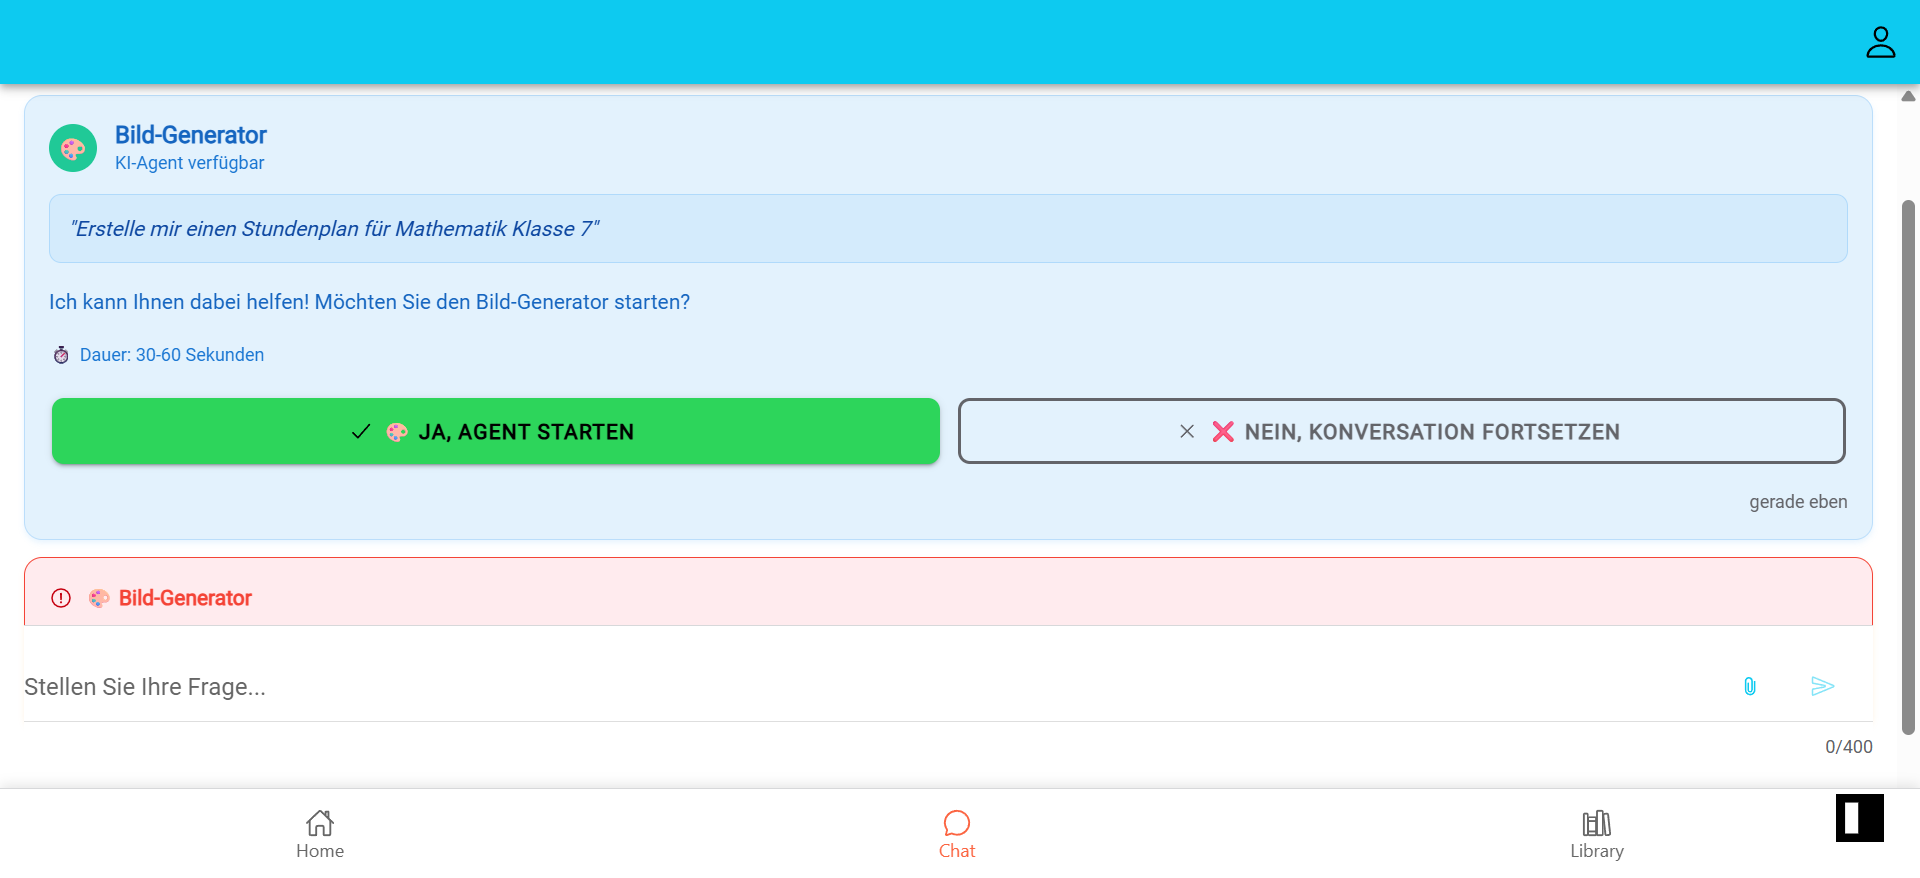 Bild-Generator
KI-Agent verfügbar
"Erstelle mir einen Stundenplan für Mathematik Klasse 7"
Ich kann Ihnen dabei helfen! Möchten Sie den Bild-Generator starten?
Dauer: 30-60 Sekunden
JA, AGENT STARTEN
NEIN, KONVERSATION FORTSETZEN
gerade eben
Bild-Generator
Stellen Sie Ihre Frage...
0/400
Home
Chat
Library